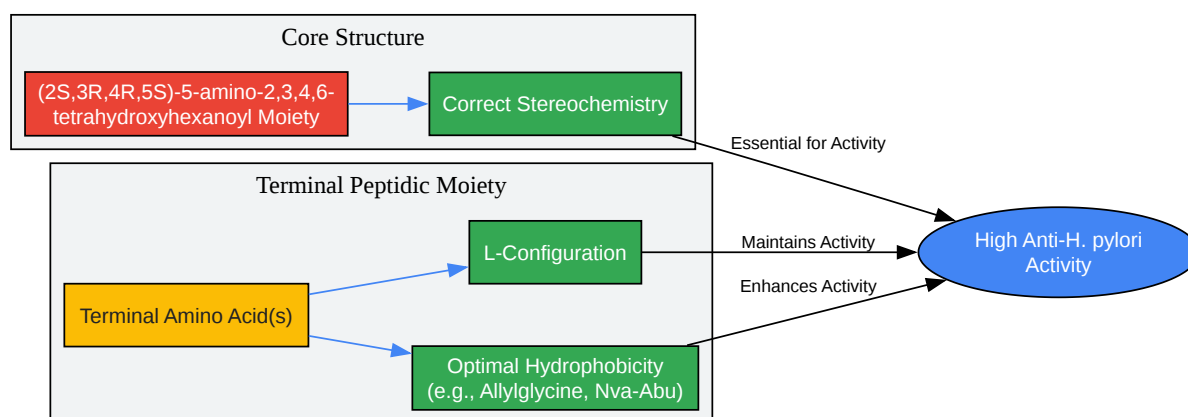 Core Structure
(2S,3R,4R,5S)-5-amino-2,3,4,6-
tetrahydroxyhexanoyl Moiety
Correct Stereochemistry
Essential for Activity
Terminal Peptidic Moiety
L-Configuration
Maintains Activity
High Anti-H. pylori
Activity
Enhances Activity
Terminal Amino Acid(s)
Optimal Hydrophobicity
(e.g., Allylglycine, Nva-Abu)